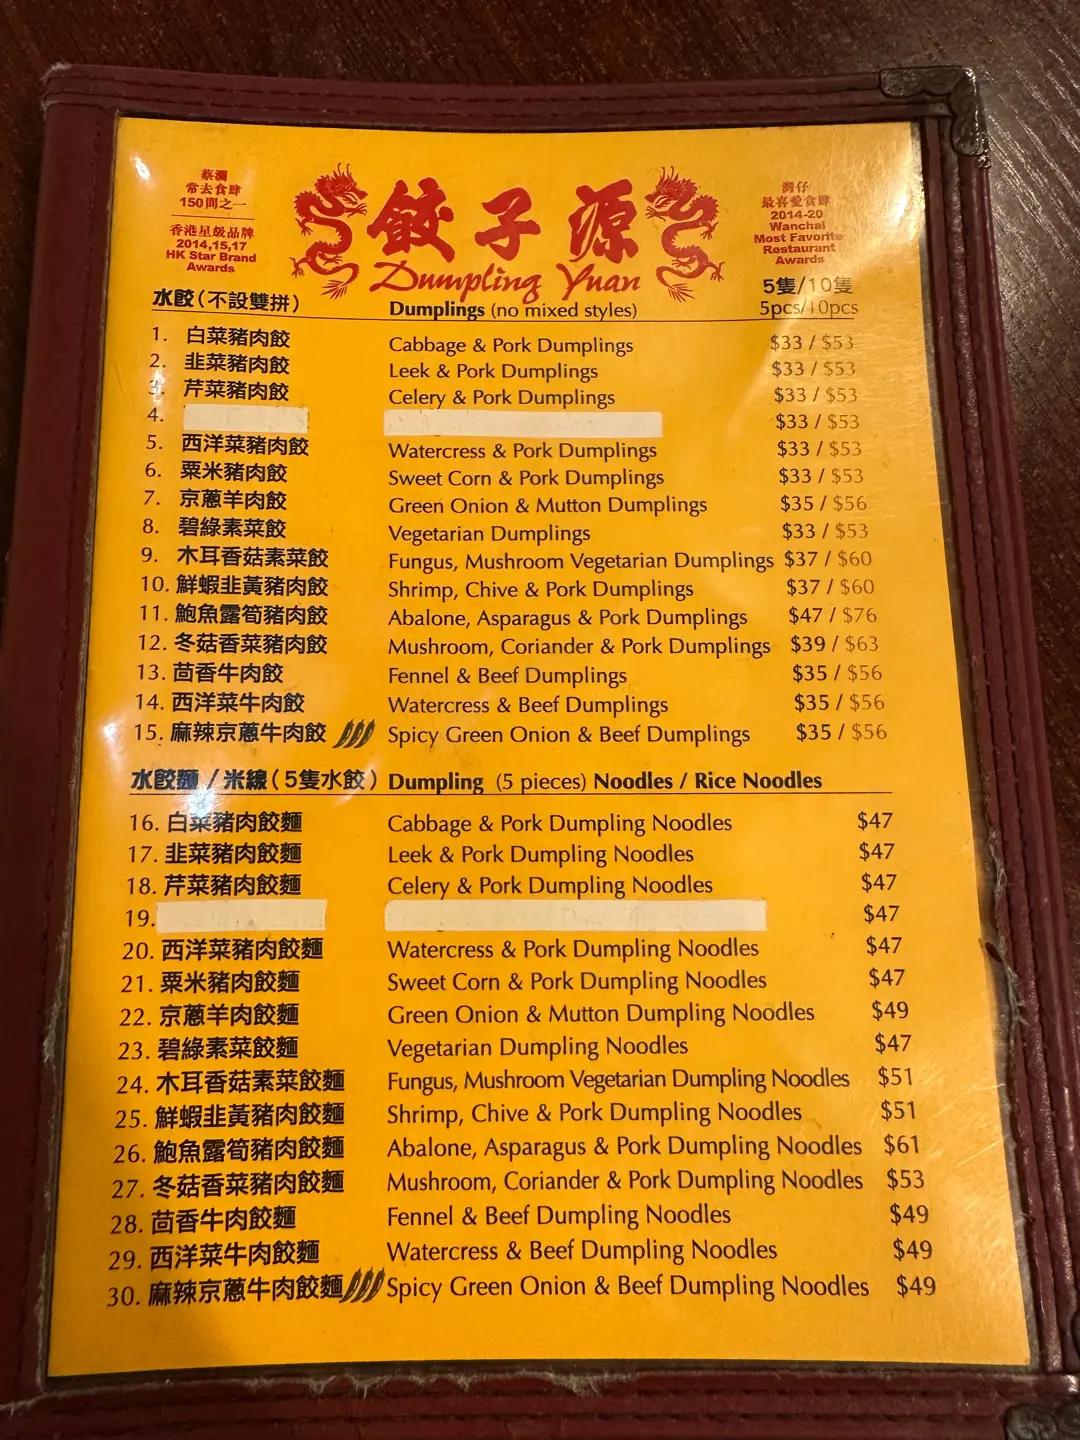 蔡瀾
常去食肆
150間之一
香港星級品牌
2014,15,17
HK Star Brand
Awards
餃子源
Dumpling Yuan
灣仔
最喜愛食肆
2014-20
Wanchai
Most Favorite
Restaurant
Awards
水餃(不設雙拼) Dumplings (no mixed styles) 5隻/10隻
5pcs/10pcs
1. 白菜豬肉餃 Cabbage & Pork Dumplings $33 / $53
2. 韭菜豬肉餃 Leek & Pork Dumplings $33 / $53
3. 芹菜豬肉餃 Celery & Pork Dumplings $33 / $53
4. $33 / $53
5. 西洋菜豬肉餃 Watercress & Pork Dumplings $33 / $53
6. 粟米豬肉餃 Sweet Corn & Pork Dumplings $33 / $53
7. 京蔥羊肉餃 Green Onion & Mutton Dumplings $35 / $56
8. 碧綠素菜餃 Vegetarian Dumplings $33 / $53
9. 木耳香菇素菜餃 Fungus, Mushroom Vegetarian Dumplings $37 / $60
10. 鮮蝦韭黃豬肉餃 Shrimp, Chive & Pork Dumplings $37 / $60
11. 鮑魚露筍豬肉餃 Abalone, Asparagus & Pork Dumplings $47 / $76
12. 冬菇香菜豬肉餃 Mushroom, Coriander & Pork Dumplings $39 / $63
13. 茴香牛肉餃 Fennel & Beef Dumplings $35 / $56
14. 西洋菜牛肉餃 Watercress & Beef Dumplings $35 / $56
15. 麻辣京蔥牛肉餃 Spicy Green Onion & Beef Dumplings $35 / $56
水餃麵 / 米線(5隻水餃) Dumpling (5 pieces) Noodles / Rice Noodles
16. 白菜豬肉餃麵 Cabbage & Pork Dumpling Noodles $47
17. 韭菜豬肉餃麵 Leek & Pork Dumpling Noodles $47
18. 芹菜豬肉餃麵 Celery & Pork Dumpling Noodles $47
19. $47
20. 西洋菜豬肉餃麵 Watercress & Pork Dumpling Noodles $47
21. 粟米豬肉餃麵 Sweet Corn & Pork Dumpling Noodles $47
22. 京蔥羊肉餃麵 Green Onion & Mutton Dumpling Noodles $49
23. 碧綠素菜餃麵 Vegetarian Dumpling Noodles $47
24. 木耳香菇素菜餃麵 Fungus, Mushroom Vegetarian Dumpling Noodles $51
25. 鮮蝦韭黃豬肉餃麵 Shrimp, Chive & Pork Dumpling Noodles $51
26. 鮑魚露筍豬肉餃麵 Abalone, Asparagus & Pork Dumpling Noodles $61
27. 冬菇香菜豬肉餃麵 Mushroom, Coriander & Pork Dumpling Noodles $53
28. 茴香牛肉餃麵 Fennel & Beef Dumpling Noodles $49
29. 西洋菜牛肉餃麵 Watercress & Beef Dumpling Noodles $49
30. 麻辣京蔥牛肉餃麵 Spicy Green Onion & Beef Dumpling Noodles $49